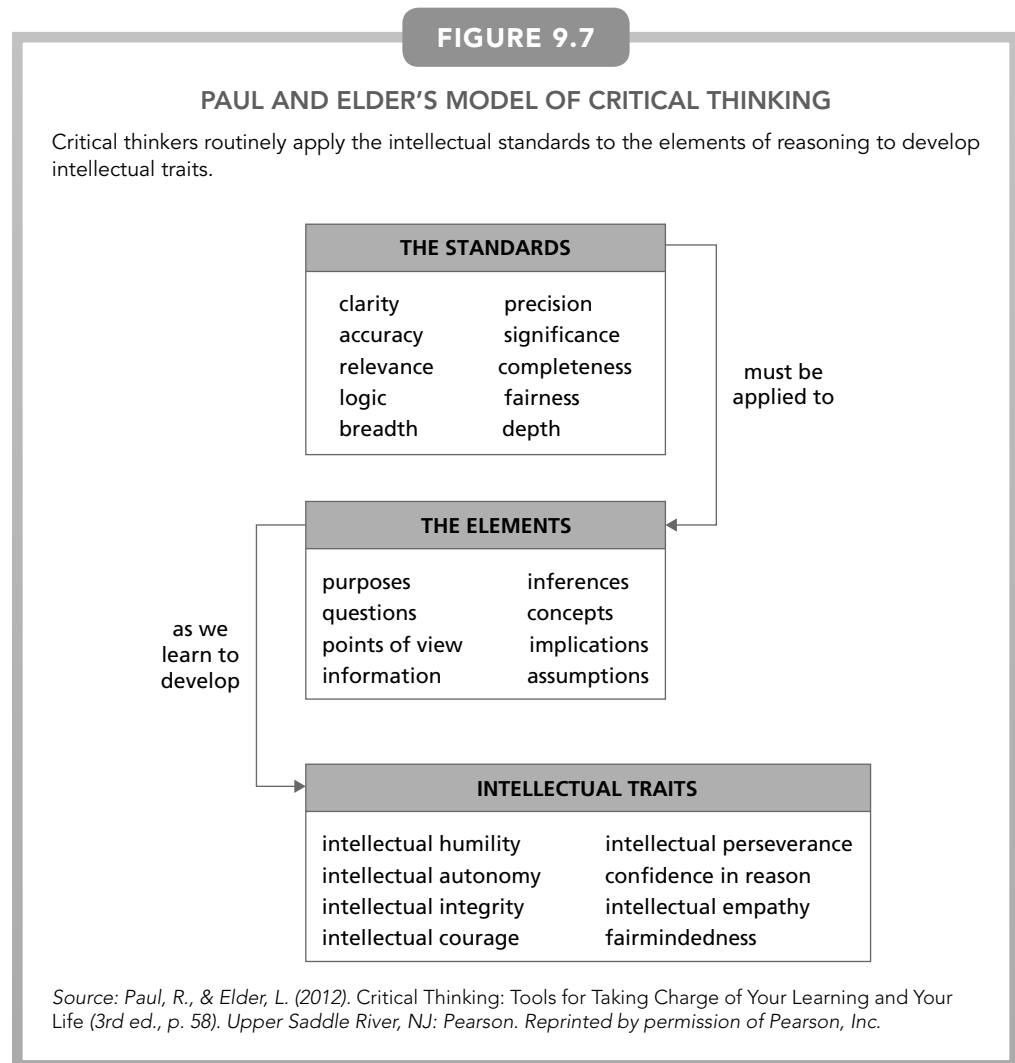 FIGURE 9.7
PAUL AND ELDER'S MODEL OF CRITICAL THINKING
Critical thinkers routinely apply the intellectual standards to the elements of reasoning to develop
intellectual traits.
THE STANDARDS
clarity precision
accuracy significance
relevance completeness
logic fairness
breadth depth
must be
applied to
THE ELEMENTS
purposes inferences
questions concepts
points of view implications
information assumptions
as we
learn to
develop
INTELLECTUAL TRAITS
intellectual humility intellectual perseverance
intellectual autonomy confidence in reason
intellectual integrity intellectual empathy
intellectual courage fairmindedness
Source: Paul, R., & Elder, L. (2012). Critical Thinking: Tools for Taking Charge of Your Learning and Your
Life (3rd ed., p. 58). Upper Saddle River, NJ: Pearson. Reprinted by permission of Pearson, Inc.